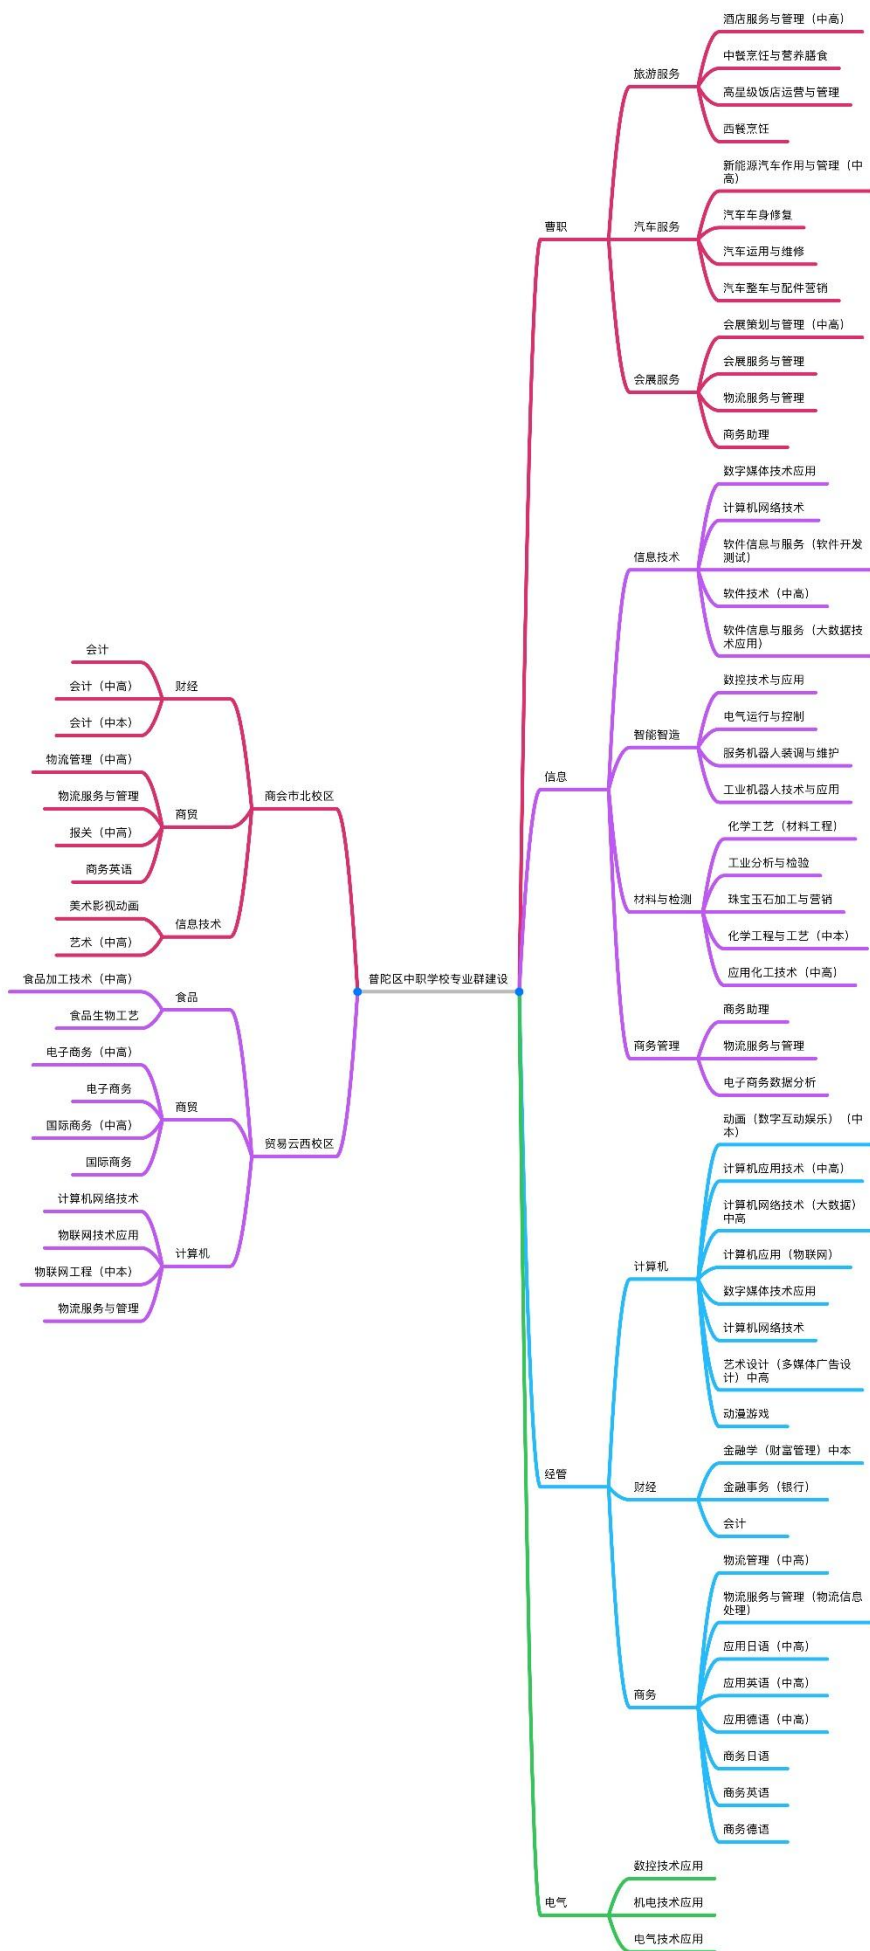 普陀区中职学校专业群建设
曹职
旅游服务
酒店服务与管理（中高）
中餐烹饪与营养膳食
高星级饭店运营与管理
西餐烹饪
汽车服务
新能源汽车作用与管理（中
高）
汽车车身修复
汽车运用与维修
汽车整车与配件营销
会展服务
会展策划与管理（中高）
会展服务与管理
物流服务与管理
商务助理
信息
信息技术
数字媒体技术应用
计算机网络技术
软件信息与服务（软件开发
测试）
软件技术（中高）
软件信息与服务（大数据技
术应用）
智能智造
数控技术与应用
电气运行与控制
服务机器人装调与维护
工业机器人技术与应用
材料与检测
化学工艺（材料工程）
工业分析与检验
珠宝玉石加工与营销
化学工程与工艺（中本）
应用化工技术（中高）
商务管理
商务助理
物流服务与管理
电子商务数据分析
经管
计算机
动画（数字互动娱乐）（中
本）
计算机应用技术（中高）
计算机网络技术（大数据）
中高
计算机应用（物联网）
数字媒体技术应用
计算机网络技术
艺术设计（多媒体广告设
计）中高
动漫游戏
财经
金融学（财富管理）中本
金融事务（银行）
会计
商务
物流管理（中高）
物流服务与管理（物流信息
处理）
应用日语（中高）
应用英语（中高）
应用德语（中高）
商务日语
商务英语
商务德语
电气
数控技术应用
机电技术应用
电气技术应用
商会市北校区
财经
会计
会计（中高）
会计（中本）
商贸
物流管理（中高）
物流服务与管理
报关（中高）
商务英语
信息技术
美术影视动画
艺术（中高）
贸易云西校区
食品
食品加工技术（中高）
食品生物工艺
商贸
电子商务（中高）
电子商务
国际商务（中高）
国际商务
计算机
计算机网络技术
物联网技术应用
物联网工程（中本）
物流服务与管理